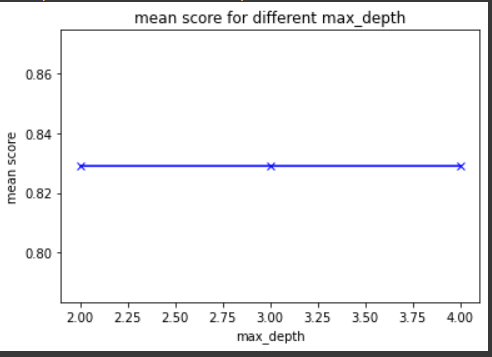 mean score for different max_depth
0.86
0.84
0.82
0.80
mean score
2.00 2.25 2.50 2.75 3.00 3.25 3.50 3.75 4.00
max_depth